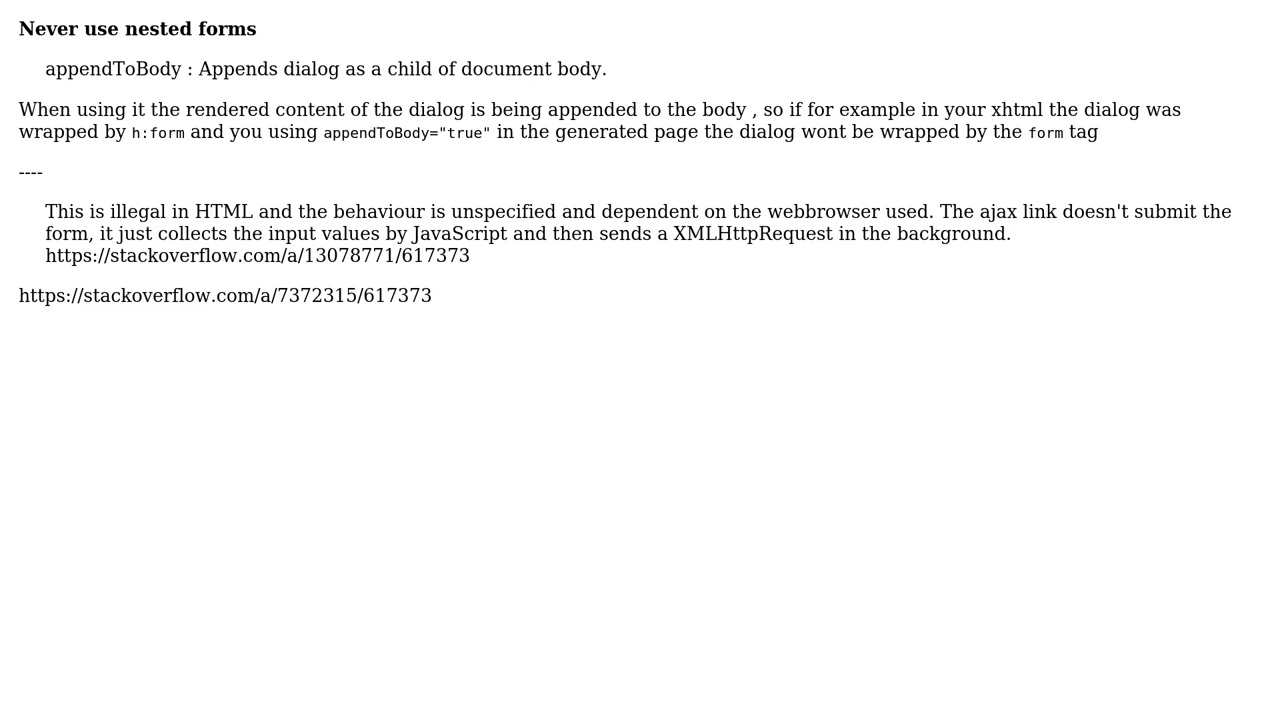 Never use nested forms
appendToBody : Appends dialog as a child of document body.
When using it the rendered content of the dialog is being appended to the body , so if for example in your xhtml the dialog was
wrapped by h:form and you using appendToBody="true" in the generated page the dialog wont be wrapped by the form tag
----
This is illegal in HTML and the behaviour is unspecified and dependent on the webbrowser used. The ajax link doesn't submit the
form, it just collects the input values by JavaScript and then sends a XMLHttpRequest in the background.
https://stackoverflow.com/a/13078771/617373
https://stackoverflow.com/a/7372315/617373